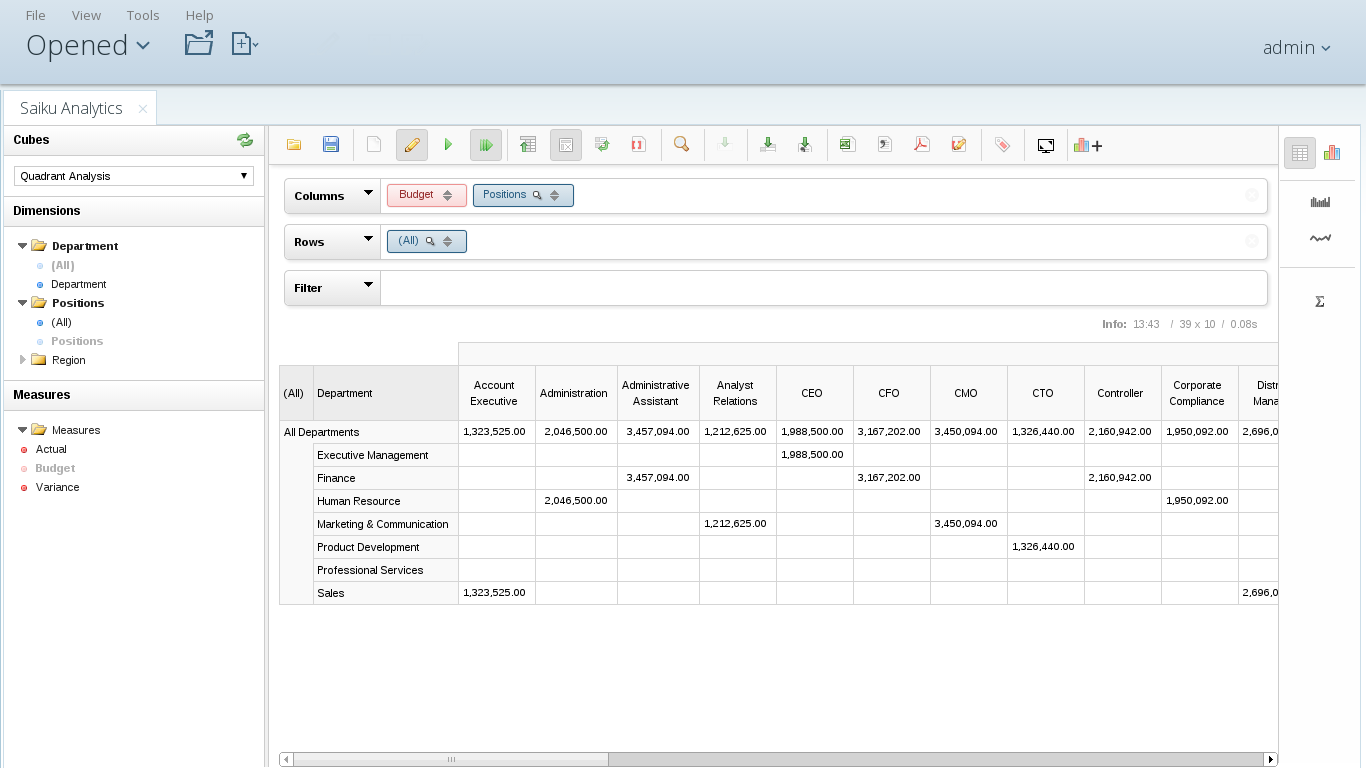 File View Tools Help
Opened
admin
Saiku Analytics
Cubes
Quadrant Analysis
Dimensions
Department
(All)
Department
Positions
(All)
Positions
Region
Measures
Measures
Actual
Budget
Variance
Columns Budget Positions
Rows (All)
Filter
Info: 13:43 / 39 x 10 / 0.08s
(All) Department Account Executive Administration Administrative Assistant Analyst Relations CEO CFO CMO CTO Controller Corporate Compliance
All Departments 1,323,525.00 2,046,500.00 3,457,094.00 1,212,625.00 1,988,500.00 3,167,202.00 3,450,094.00 1,326,440.00 2,160,942.00 1,950,092.00 2,696,0
Executive Management 1,988,500.00
Finance 3,457,094.00 3,167,202.00 2,160,942.00
Human Resource 2,046,500.00 1,950,092.00
Marketing & Communication 1,212,625.00 3,450,094.00
Product Development 1,326,440.00
Professional Services
Sales 1,323,525.00 2,696,0
Σ